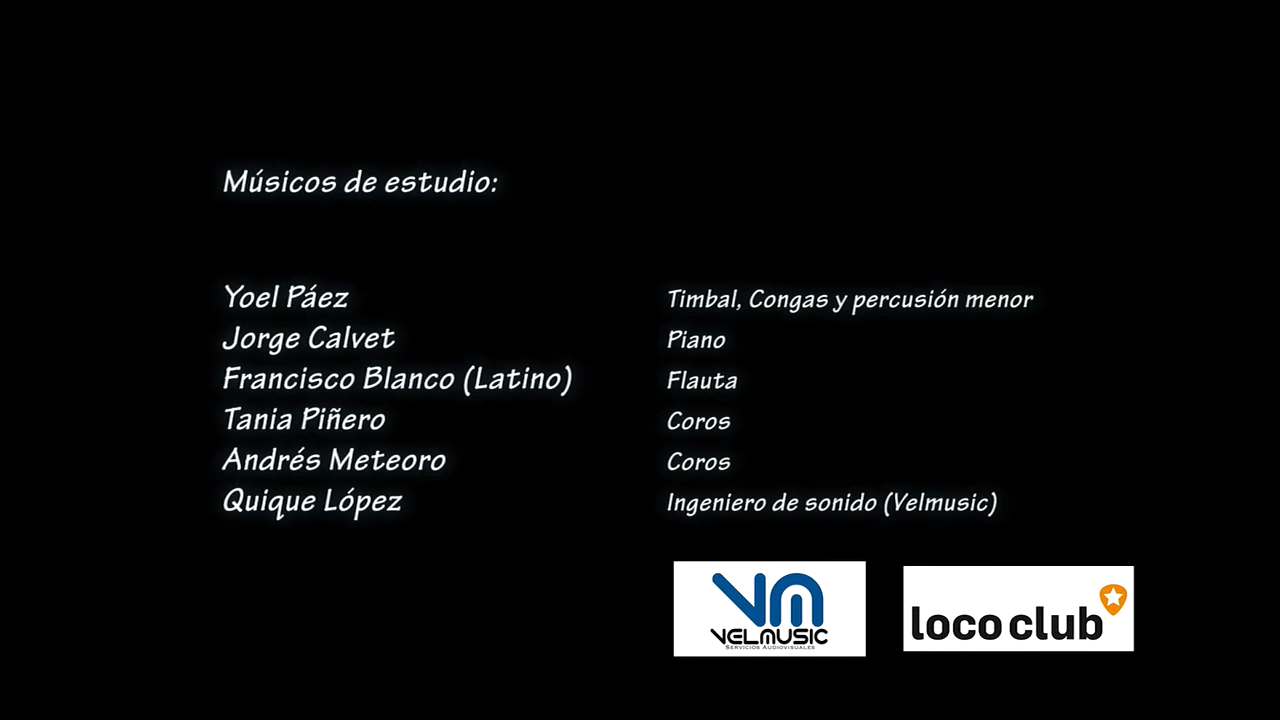 Músicos de estudio:
Yoel Páez Timbal, Congas y percusión menor
Jorge Calvet Piano
Francisco Blanco (Latino) Flauta
Tania Piñero Coros
Andrés Meteoro Coros
Quique López Ingeniero de sonido (Velmusic)
VM
VELMUSIC
SERVICIOS AUDIOVISUALES
loco club